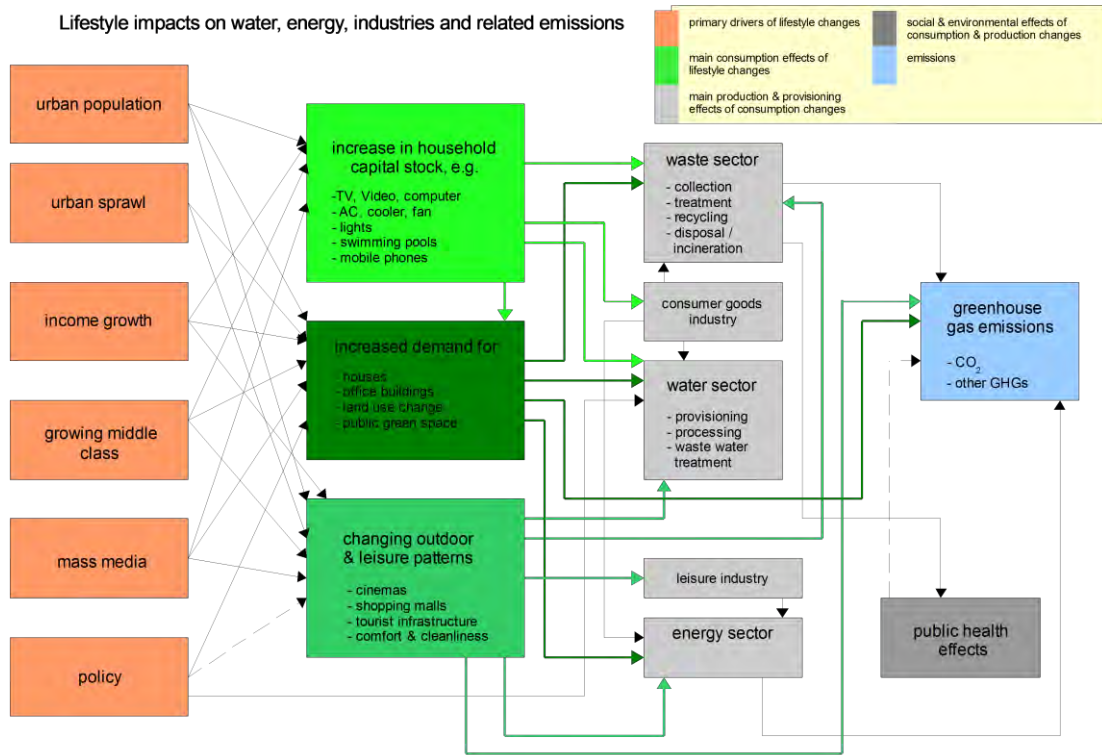 Lifestyle impacts on water, energy, industries and related emissions
primary drivers of lifestyle changes
main consumption effects of
lifestyle changes
main production & provisioning
effects of consumption changes
social & environmental effects of
consumption & production changes
emissions
urban population
urban sprawl
income growth
growing middle
class
mass media
policy
increase in household
capital stock, e.g.
-TV, Video, computer
- AC, cooler, fan
- lights
- swimming pools
- mobile phones
increased demand for
- houses
- office buildings
- land use change
- public green space
changing outdoor
& leisure patterns
- cinemas
- shopping malls
- tourist infrastructure
- comfort & cleanliness
waste sector
- collection
- treatment
- recycling
- disposal /
incineration
consumer goods
industry
water sector
- provisioning
- processing
- waste water
treatment
leisure industry
energy sector
greenhouse
gas emissions
- CO₂
- other GHGs
public health
effects